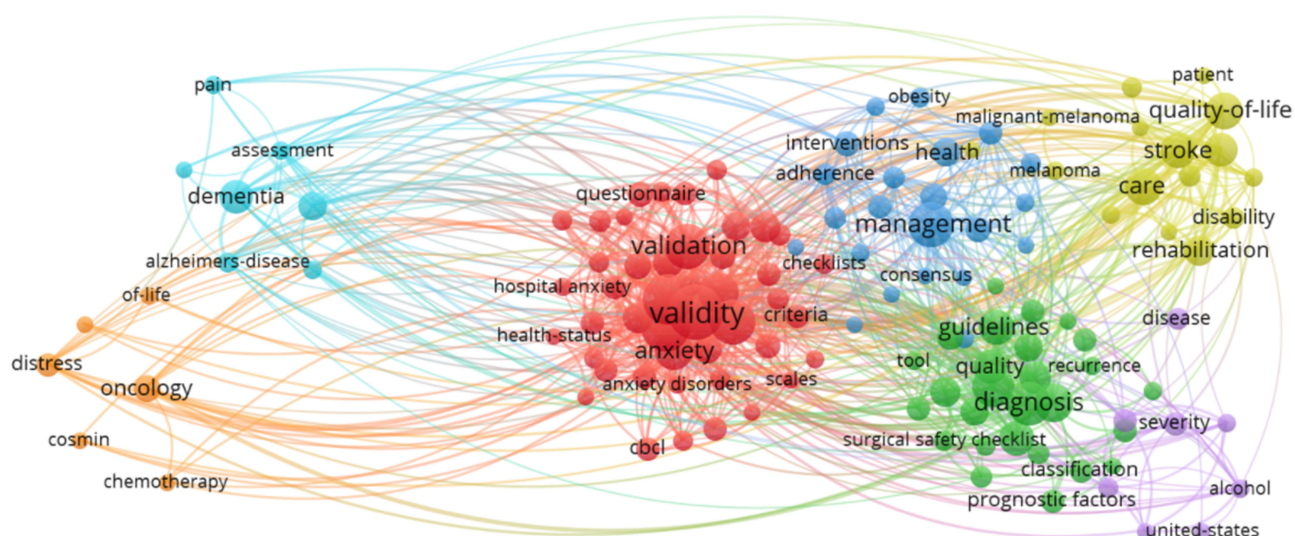 pain
assessment
dementia
alzheimers-disease
of-life
distress
oncology
cosmin
chemotherapy
questionnaire
validation
checklists
hospital anxiety
validity
criteria
health-status
anxiety
anxiety disorders
scales
cbcl
obesity
malignant-melanoma
interventions
health
adherence
melanoma
management
consensus
patient
quality-of-life
stroke
care
disability
rehabilitation
guidelines
tool
quality
recurrence
diagnosis
surgical safety checklist
classification
prognostic factors
disease
severity
alcohol
united-states